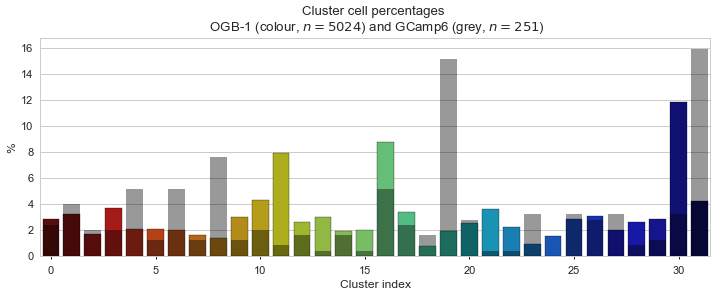 Cluster cell percentages
OGB-1 (colour, n = 5024) and GCamp6 (grey, n = 251)
16
14
12
10
8
6
4
2
0
%
0 5 10 15 20 25 30
Cluster index